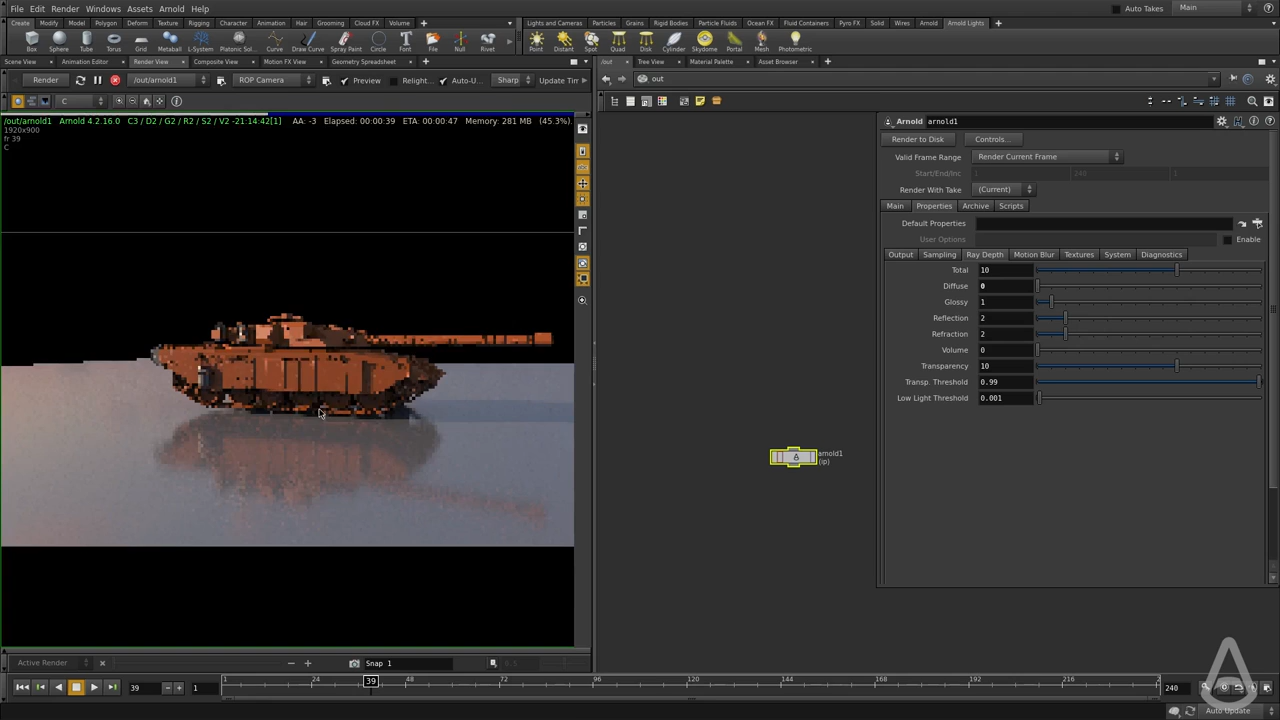 File Edit Render Windows Assets Arnold Help
Auto Takes Main
Create Modify Model Polygon Deform Texture Rigging Character Animation Hair Grooming Cloud FX Volume
Lights and Cameras Particles Grains Rigid Bodies Particle Fluids Ocean FX Fluid Containers Pyro FX Solid Wires Arnold Arnold Lights
Box Sphere Tube Torus Grid Metaball L-System Platonic Sol... Curve Draw Curve Spray Paint Circle Font File Null Rivet
Point Distant Spot Quad Disk Cylinder Skydome Portal Mesh Photometric
Scene View Animation Editor Render View Composite View Motion FX View Geometry Spreadsheet
/out Tree View Material Palette Asset Browser
Render /out/arnold1 ROP Camera Preview Relight... Auto-U... Sharp Update Tim
out
C
/out/arnold1 Arnold 4.2.16.0 C3 / D2 / G2 / R2 / S2 / V2 -21:14:42[1] AA: -3 Elapsed: 00:00:39 ETA: 00:00:47 Memory: 281 MB (45.3%)
1920x900
fr 39
C
Arnold arnold1
Render to Disk Controls...
Valid Frame Range Render Current Frame
Start/End/Inc 1 240 1
Render With Take (Current)
Main Properties Archive Scripts
Default Properties
User Options Enable
Output Sampling Ray Depth Motion Blur Textures System Diagnostics
Total 10
Diffuse 0
Glossy 1
Reflection 2
Refraction 2
Volume 0
Transparency 10
Transp. Threshold 0.99
Low Light Threshold 0.001
arnold1
(ip)
Active Render Snap 1
39 1 1 24 39 48 72 96 120 144 168 192 216 2 240
Auto Update